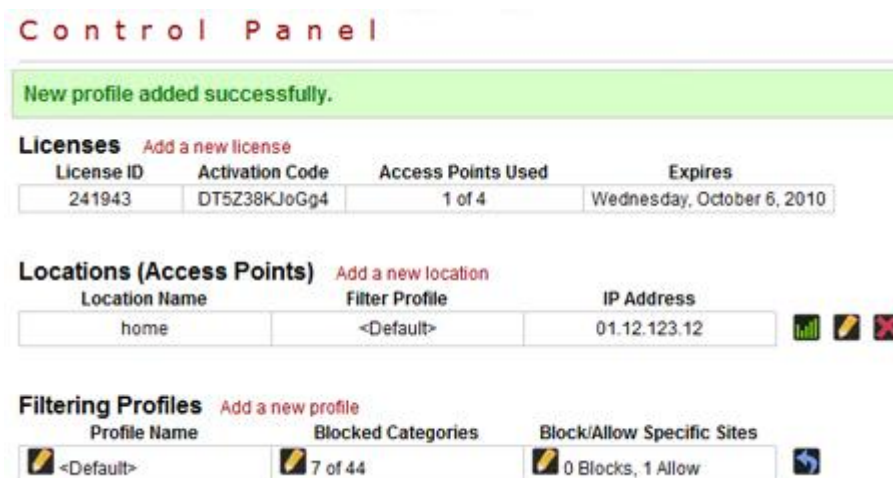 Control Panel
New profile added successfully.
Licenses Add a new license
License ID Activation Code Access Points Used Expires
241943 DT5Z38KJoGg4 1 of 4 Wednesday, October 6, 2010
Locations (Access Points) Add a new location
Location Name Filter Profile IP Address
home <Default> 01.12.123.12
Filtering Profiles Add a new profile
Profile Name Blocked Categories Block/Allow Specific Sites
<Default> 7 of 44 0 Blocks, 1 Allow